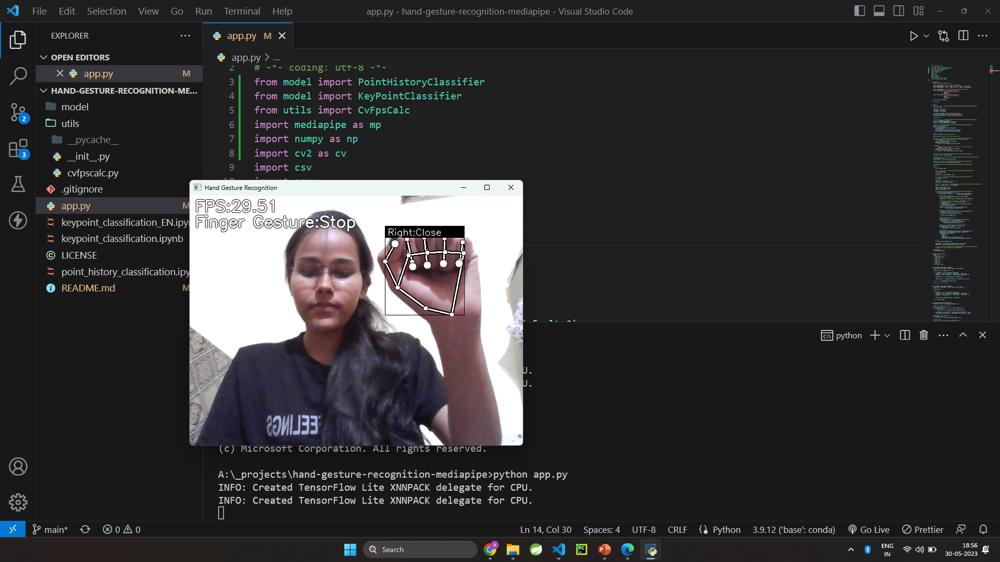 File Edit Selection View Go Run Terminal Help
app.py - hand-gesture-recognition-mediapipe - Visual Studio Code
EXPLORER
OPEN EDITORS
app.py M
HAND-GESTURE-RECOGNITION-ME...
model
utils
__pycache__
__init__.py
cvfpscalc.py
.gitignore
app.py M
keypoint_classification_EN.ipy
keypoint_classification.ipynb
LICENSE
point_history_classification.ipy
README.md M
2
3
app.py M
app.py > ...
2 # -*- coding: utf-8 -*-
3 from model import PointHistoryClassifier
4 from model import KeyPointClassifier
5 from utils import CvFpsCalc
6 import mediapipe as mp
7 import numpy as np
8 import cv2 as cv
9 import csv
Hand Gesture Recognition
FPS:29.51
Finger Gesture:Stop
Right:Close
FEELINGS
python
U.
U.
(c) Microsoft Corporation. All rights reserved.
A:\_projects\hand-gesture-recognition-mediapipe>python app.py
INFO: Created TensorFlow Lite XNNPACK delegate for CPU.
INFO: Created TensorFlow Lite XNNPACK delegate for CPU.
main* 0 0
Ln 14, Col 30 Spaces: 4 UTF-8 CRLF Python 3.9.12 ('base': conda) Go Live Prettier
Search
A
PC
P
ENG
IN
18:56
30-05-2023